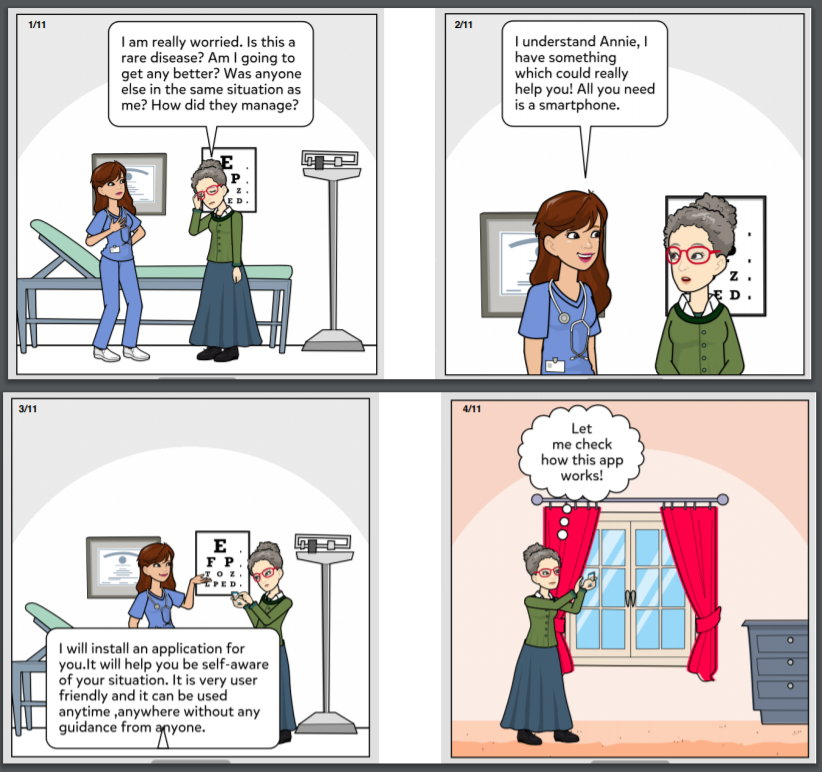 1/11
I am really worried. Is this a
rare disease? Am I going to
get any better? Was anyone
else in the same situation as
me? How did they manage?
E
P
Z
E D
2/11
I understand Annie, I
have something
which could really
help you! All you need
is a smartphone.
Z
E D
3/11
E
F P
T O Z
P E D
I will install an application for
you.It will help you be self-aware
of your situation. It is very user
friendly and it can be used
anytime ,anywhere without any
guidance from anyone.
4/11
Let
me check
how this app
works!